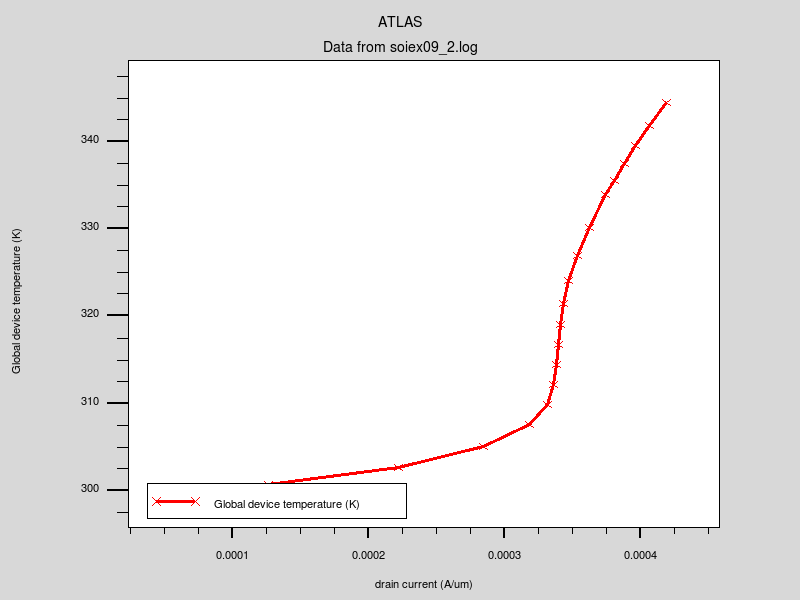 ATLAS
Data from soiex09_2.log
Global device temperature (K)
340
330
320
310
300
Global device temperature (K)
0.0001
0.0002
0.0003
0.0004
drain current (A/um)